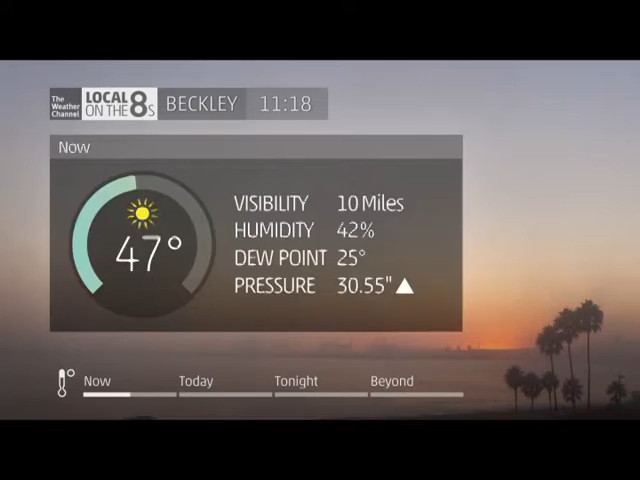 The Weather Channel
LOCAL ON THE 8s
BECKLEY 11:18
Now
47°
VISIBILITY 10 Miles
HUMIDITY 42%
DEW POINT 25°
PRESSURE 30.55" ▲
Now Today Tonight Beyond